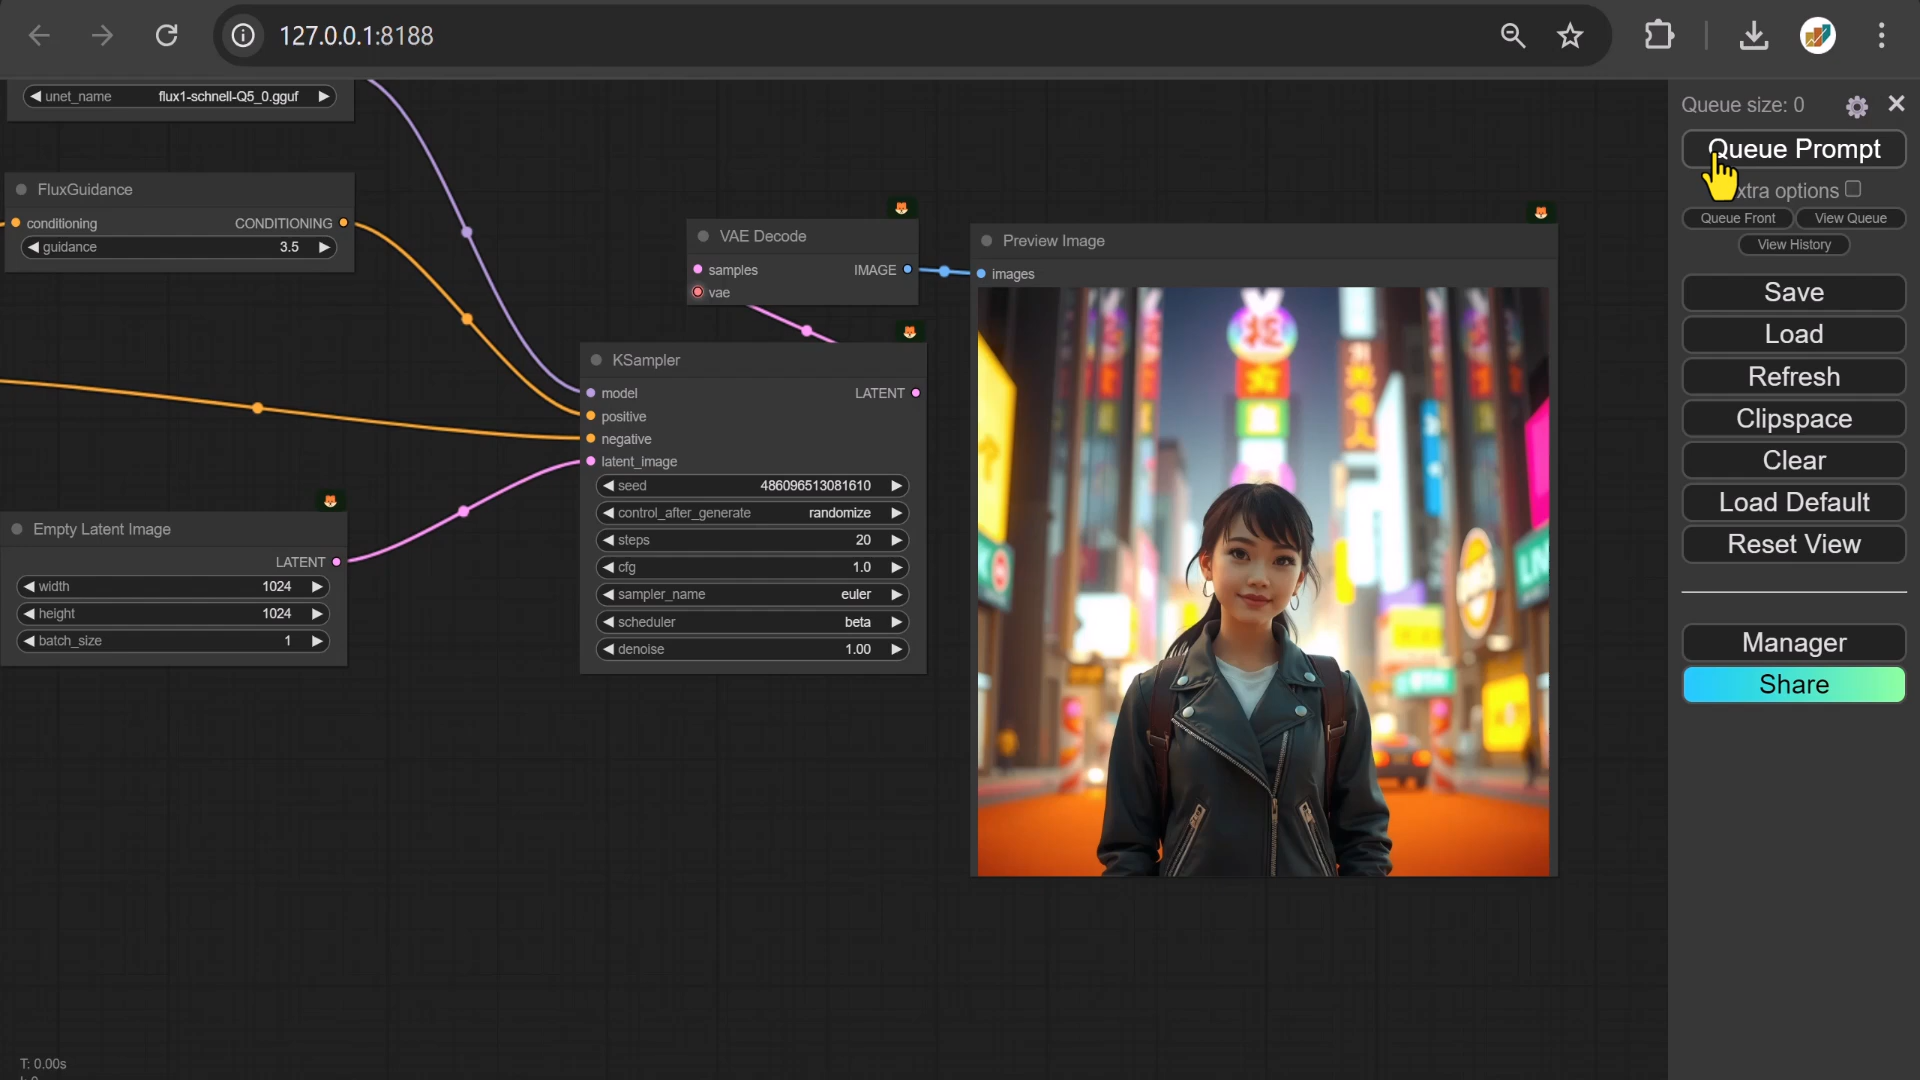 127.0.0.1:8188
unet_name flux1-schnell-Q5_0.gguf
FluxGuidance
conditioning CONDITIONING
guidance 3.5
Empty Latent Image
LATENT
width 1024
height 1024
batch_size 1
VAE Decode
samples IMAGE
vae
KSampler
model LATENT
positive
negative
latent_image
seed 486096513081610
control_after_generate randomize
steps 20
cfg 1.0
sampler_name euler
scheduler beta
denoise 1.00
Preview Image
images
Queue size: 0
Queue Prompt
xtra options
Queue Front View Queue
View History
Save
Load
Refresh
Clipspace
Clear
Load Default
Reset View
Manager
Share
T: 0.00s